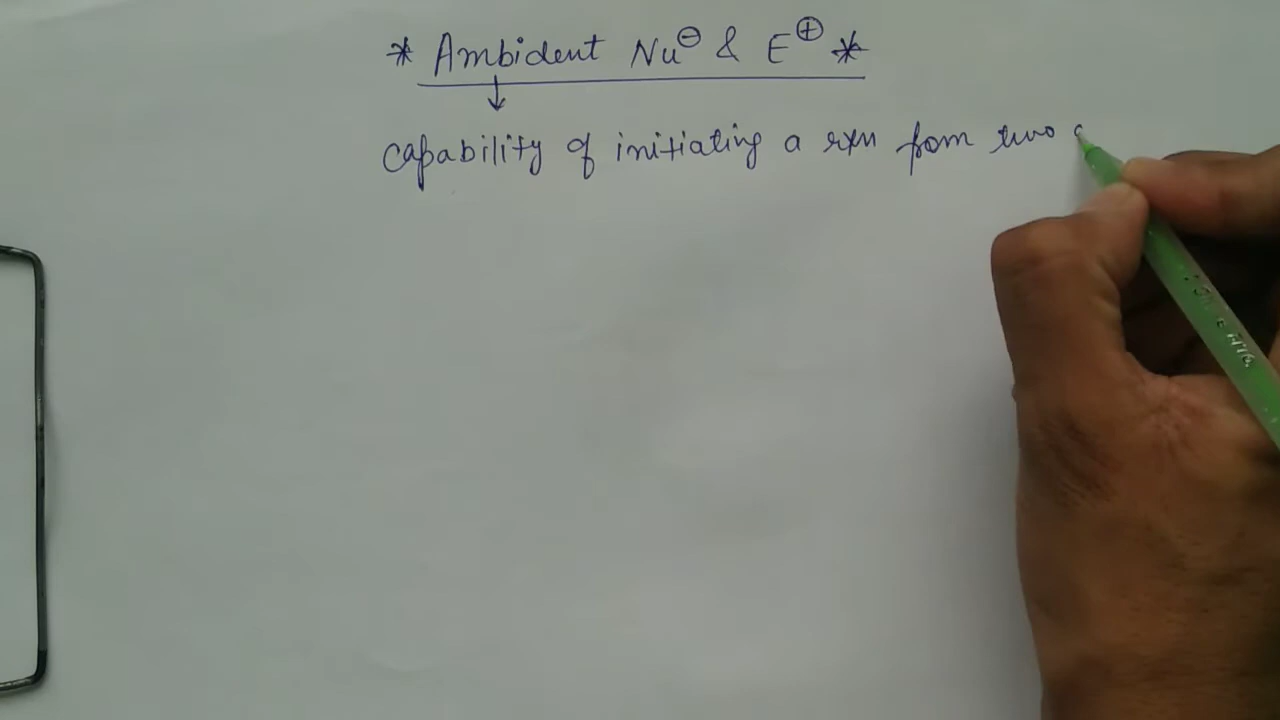 * Ambident Nu⊖ & E⊕ *
↓
capability of initiating a rxn from two